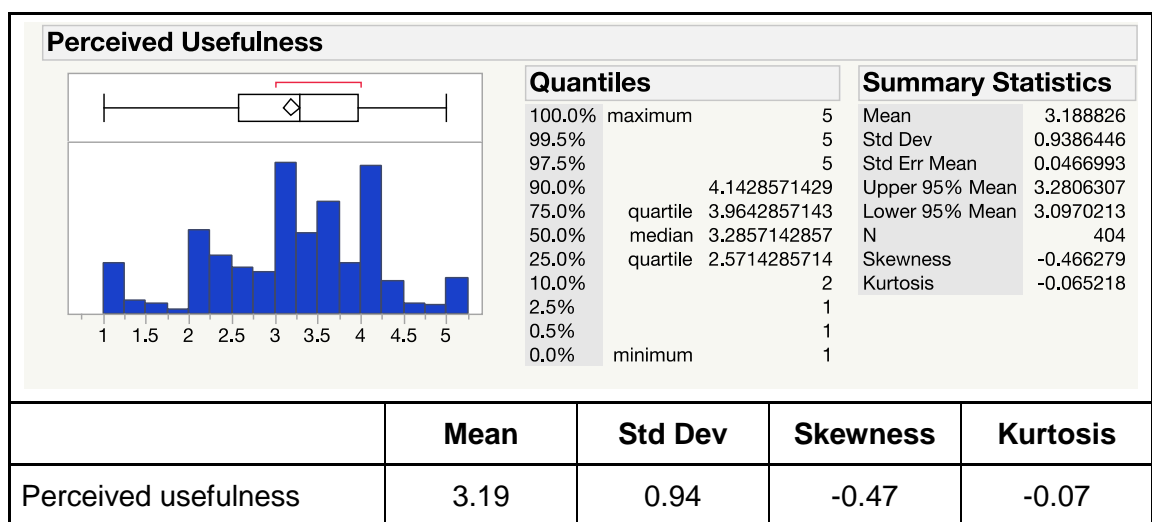 Perceived Usefulness
1 1.5 2 2.5 3 3.5 4 4.5 5
Quantiles
100.0% maximum 5
99.5% 5
97.5% 5
90.0% 4.1428571429
75.0% quartile 3.9642857143
50.0% median 3.2857142857
25.0% quartile 2.5714285714
10.0% 2
2.5% 1
0.5% 1
0.0% minimum 1
Summary Statistics
Mean 3.188826
Std Dev 0.9386446
Std Err Mean 0.0466993
Upper 95% Mean 3.2806307
Lower 95% Mean 3.0970213
N 404
Skewness -0.466279
Kurtosis -0.065218
Mean Std Dev Skewness Kurtosis
Perceived usefulness 3.19 0.94 -0.47 -0.07